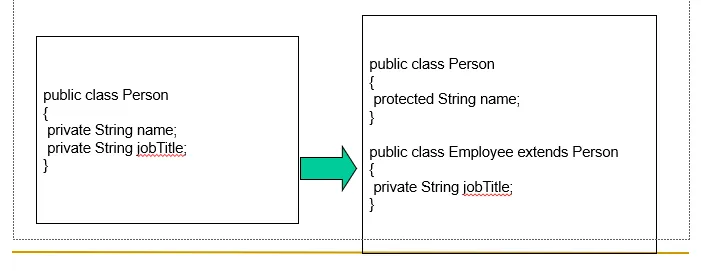 public class Person
{
private String name;
private String jobTitle;
}
public class Person
{
protected String name;
}
public class Employee extends Person
{
private String jobTitle;
}